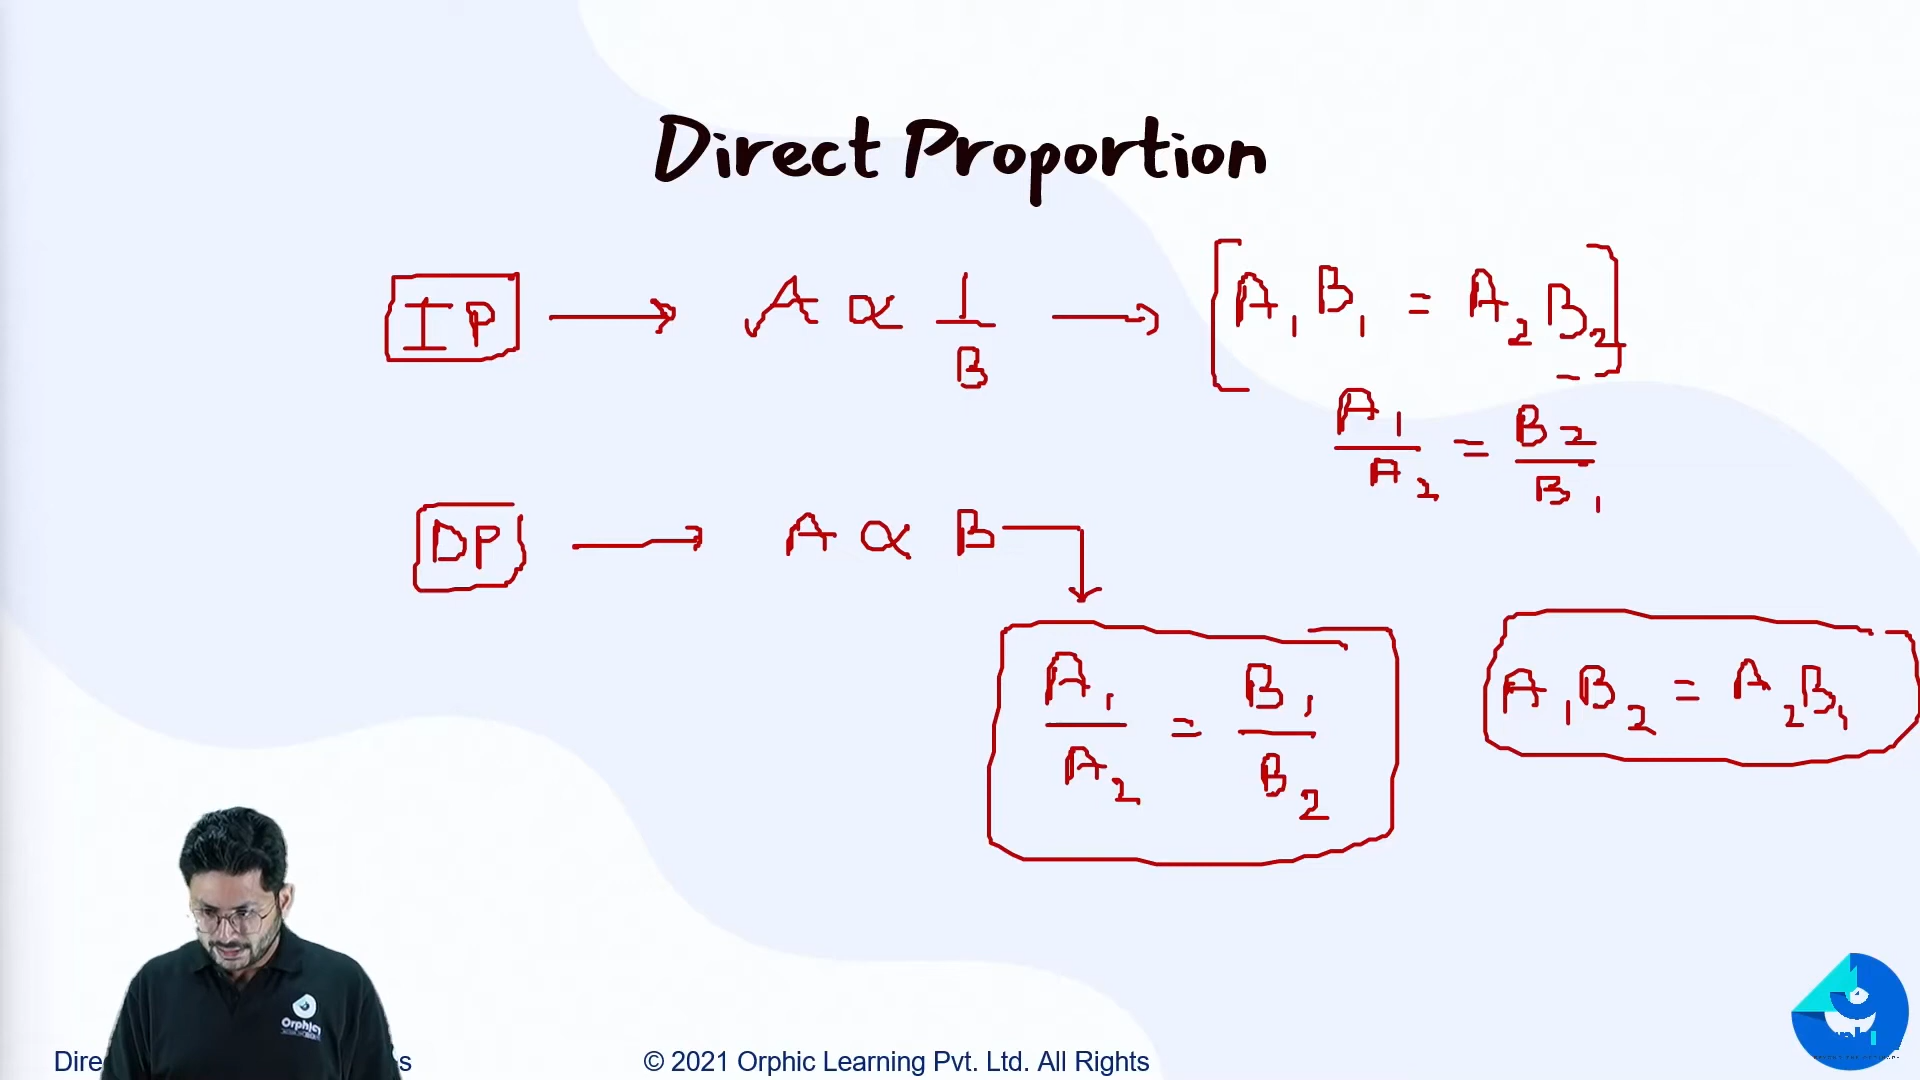 Direct Proportion
IP → A ∝ 1/B → [A₁B₁ = A₂B₂]
A₁/A₂ = B₂/B₁
DP → A ∝ B
A₁/A₂ = B₁/B₂
A₁B₂ = A₂B₁
Orphic
© 2021 Orphic Learning Pvt. Ltd. All Rights